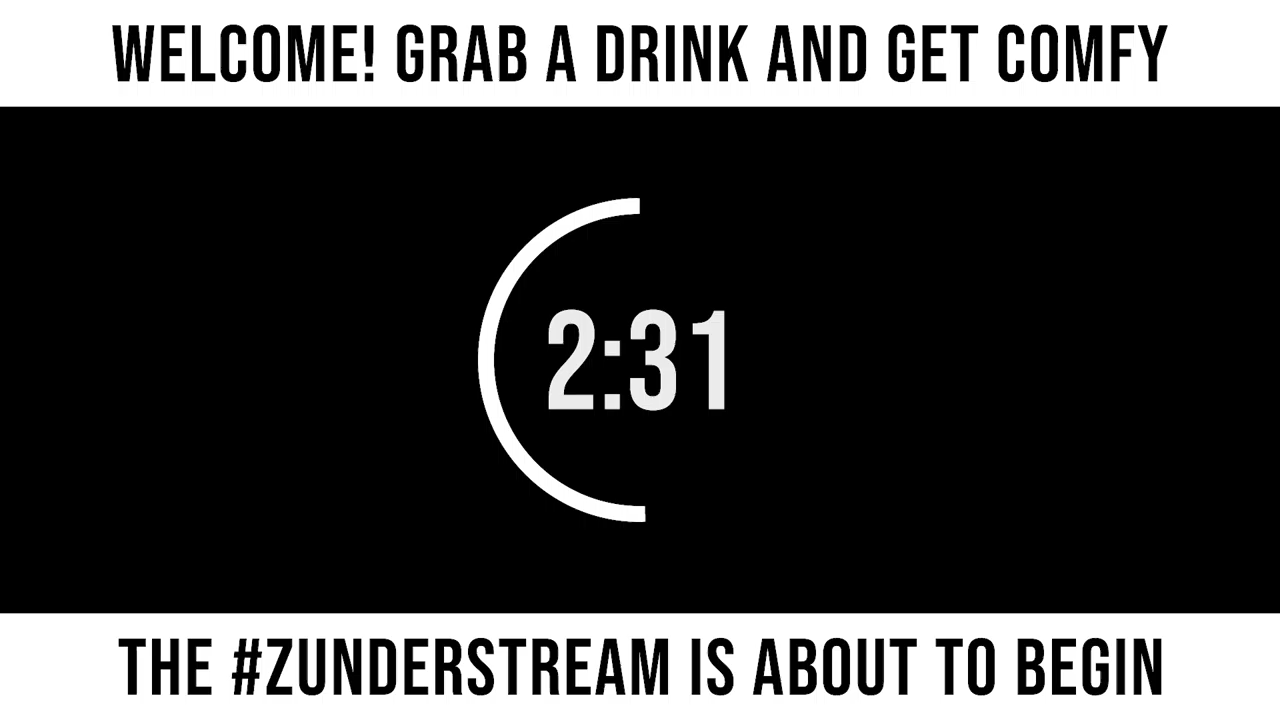 WELCOME! GRAB A DRINK AND GET COMFY
2:31
THE #ZUNDERSTREAM IS ABOUT TO BEGIN